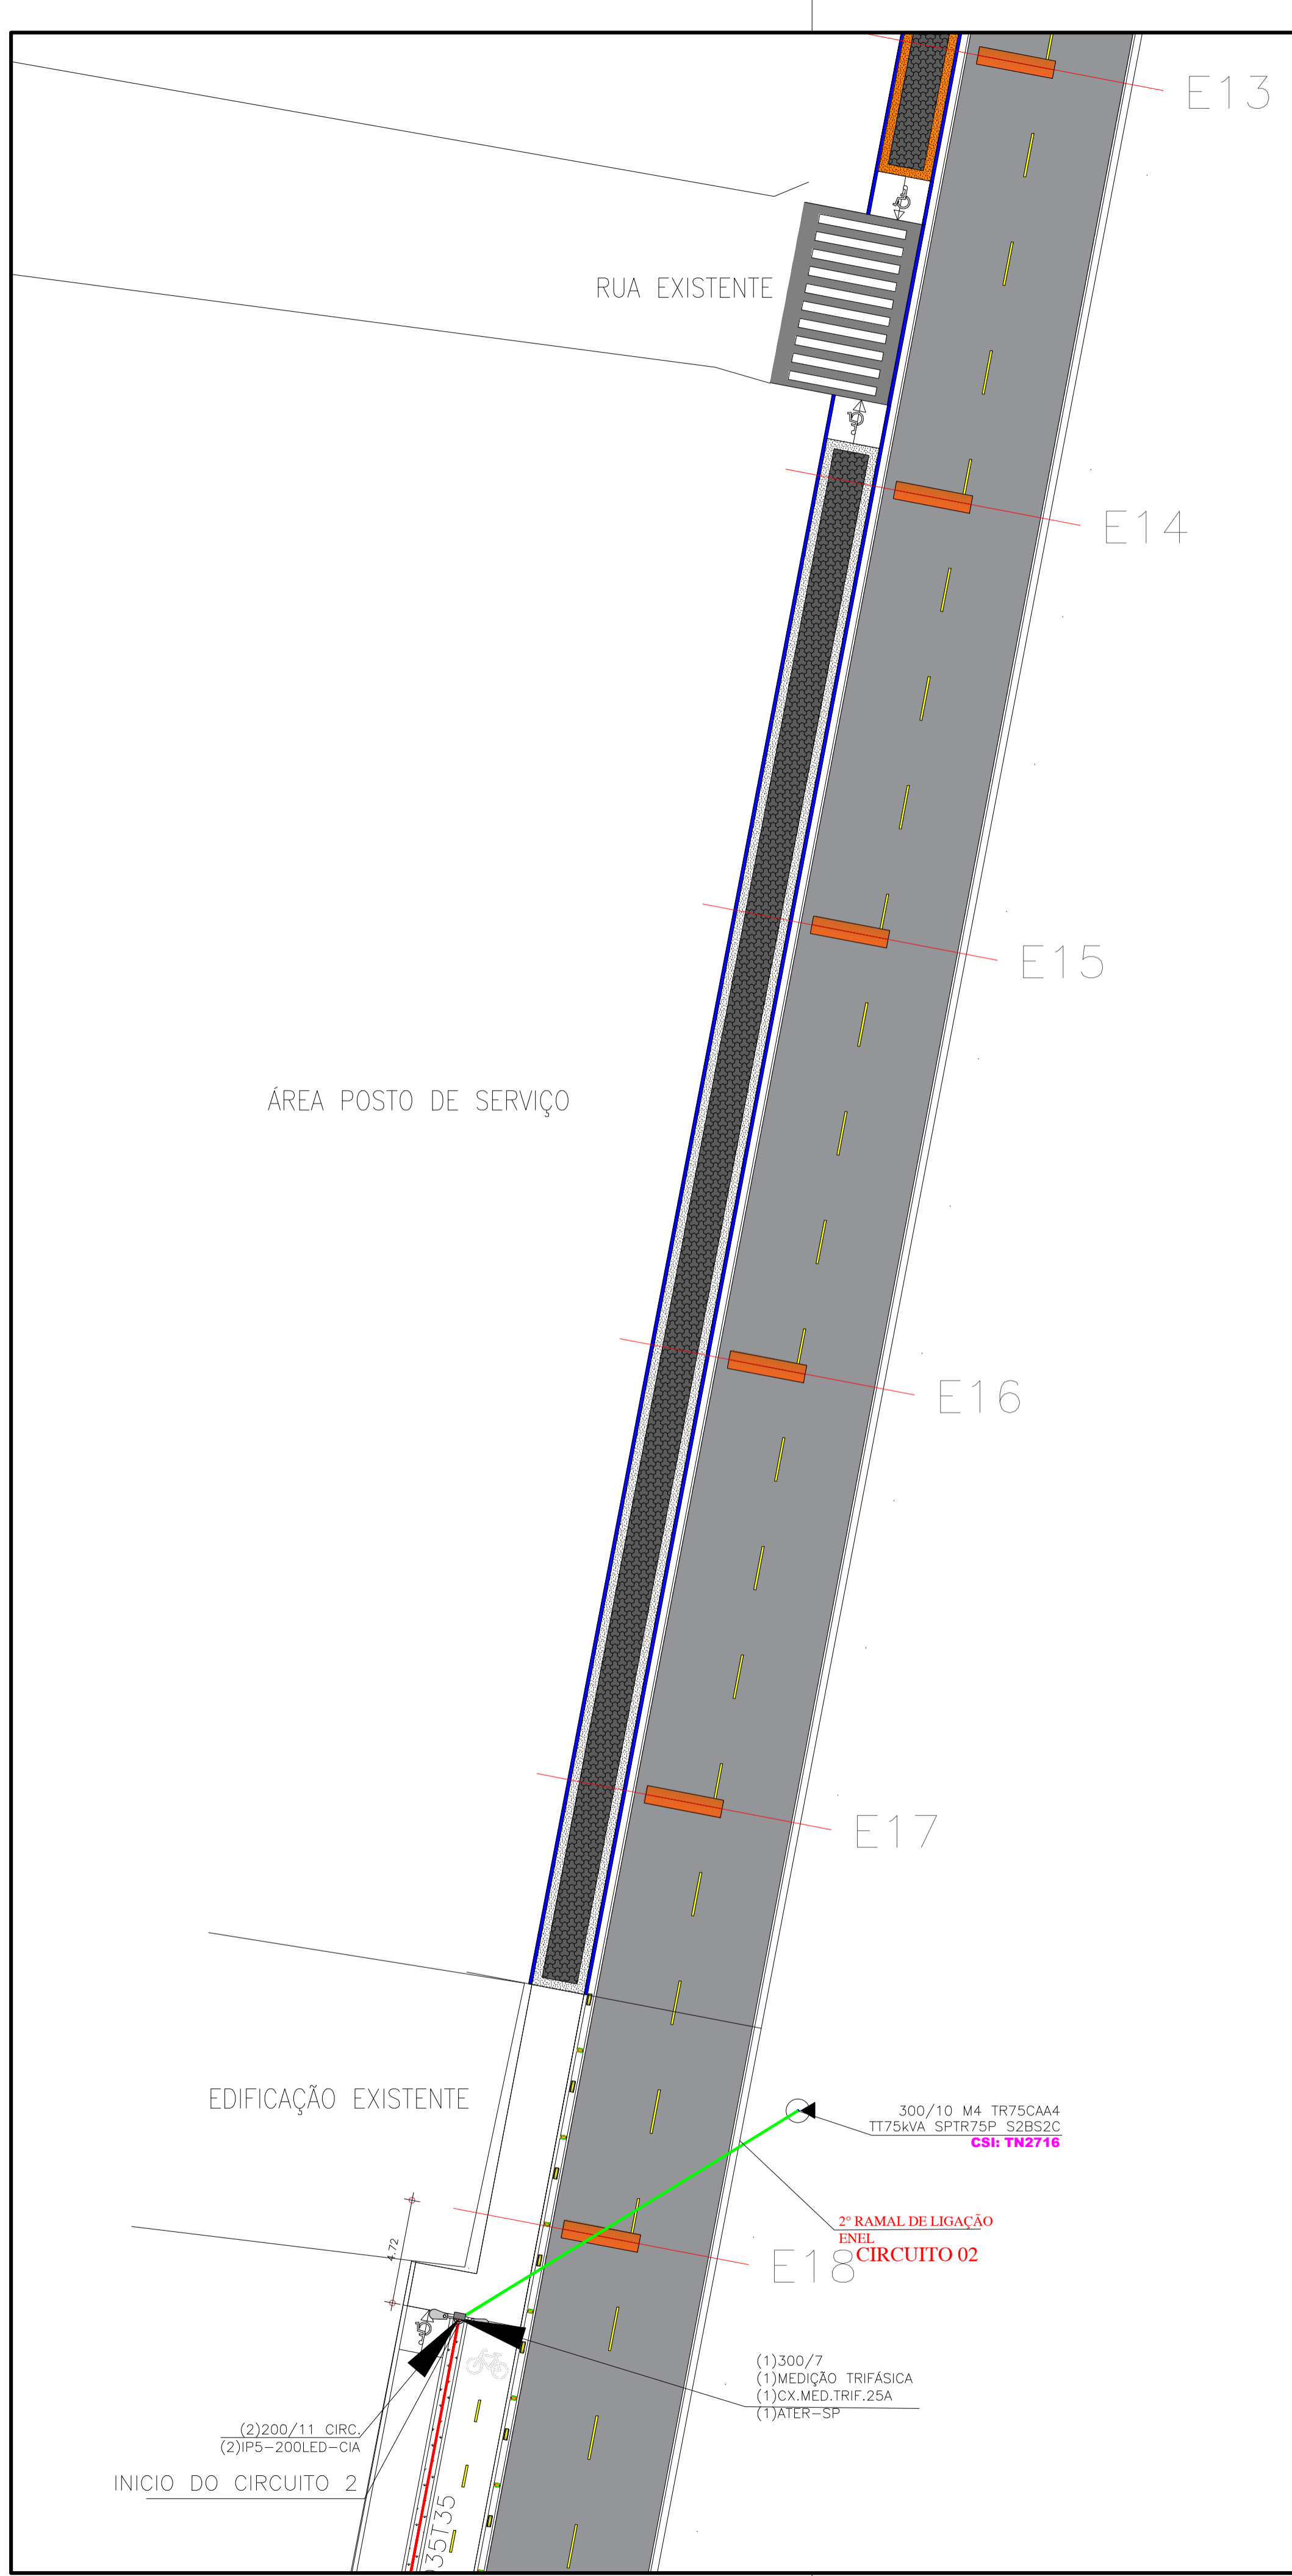 E13
RUA EXISTENTE
E14
E15
ÁREA POSTO DE SERVIÇO
E16
E17
EDIFICAÇÃO EXISTENTE
300/10 M4 TR75CAA4
TT75kVA SPTR75P S2BS2C
CSI: TN2716
2° RAMAL DE LIGAÇÃO
ENEL
CIRCUITO 02
E18
4.72
(1)300/7
(1)MEDIÇÃO TRIFÁSICA
(1)CX.MED.TRIF.25A
(1)ATER-SP
(2)200/11 CIRC.
(2)IP5-200LED-CIA
INICIO DO CIRCUITO 2
35T35